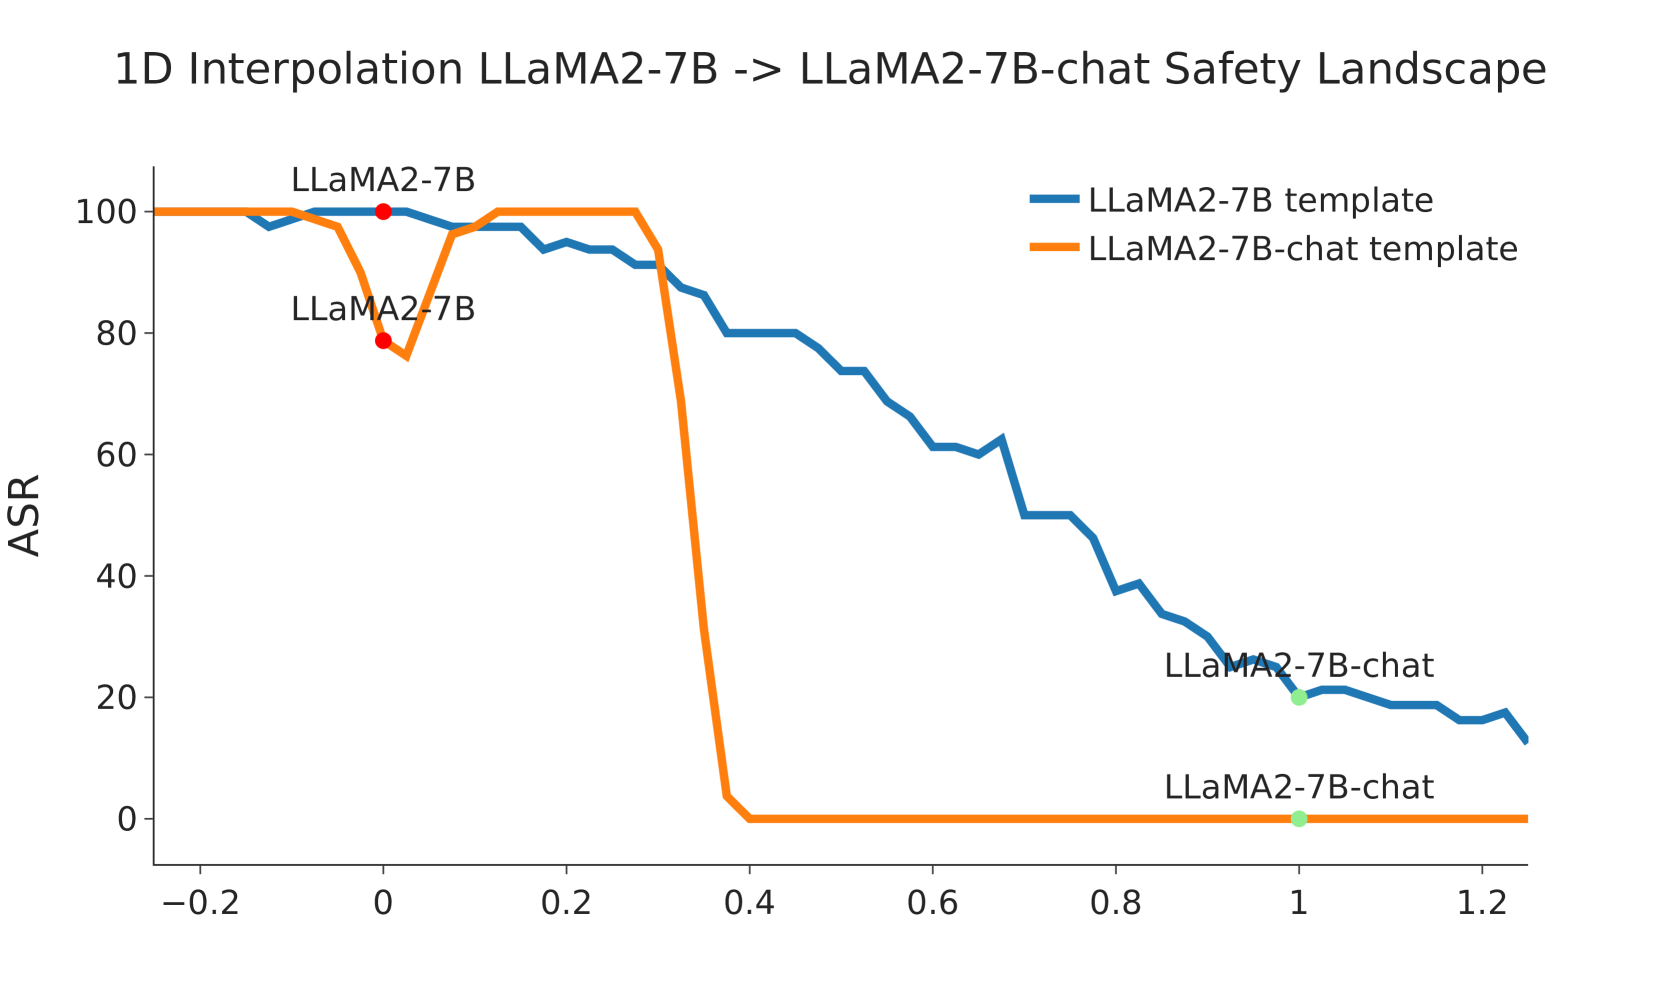 1D Interpolation LLaMA2-7B -> LLaMA2-7B-chat Safety Landscape
LLaMA2-7B
LLaMA2-7B template
LLaMA2-7B-chat template
100
LLaMA2-7B
80
60
ASR
40
LLaMA2-7B-chat
20
LLaMA2-7B-chat
0
−0.2 0 0.2 0.4 0.6 0.8 1 1.2